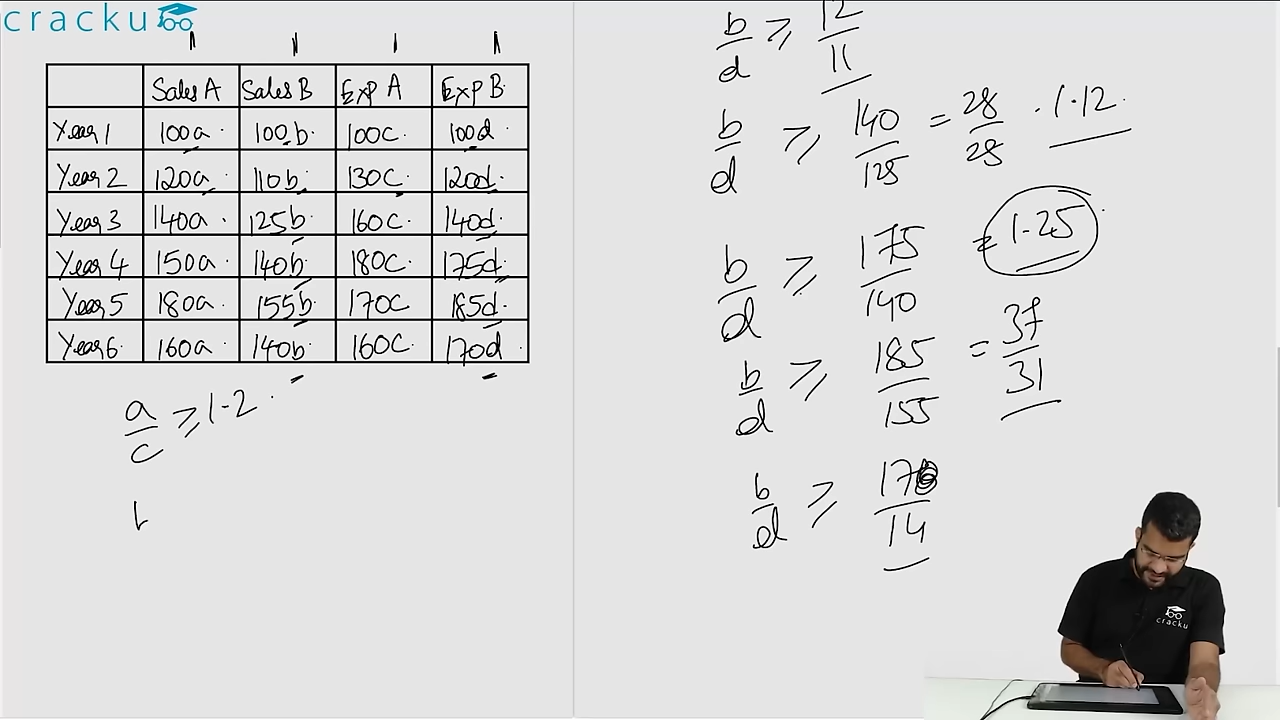 cracku
Sales A Sales B Exp A Exp B.
Year 1 100a. 100b 100c. 100d.
Year 2 120a 110b 130c. 120d.
Year 3 140a. 125b. 160c. 140d.
Year 4 150a. 140b. 180c. 175d.
Year 5 180a. 155b. 170c 185d.
Year 6. 160a. 140b. 160c. 170d
a/c ≥ 1.2
b/d ≥ 12/11
b/d ≥ 140/125 = 28/25 . 1.12.
b/d ≥ 175/140 = 1.25
b/d ≥ 185/155 = 37/31
b/d ≥ 17/14
cracku